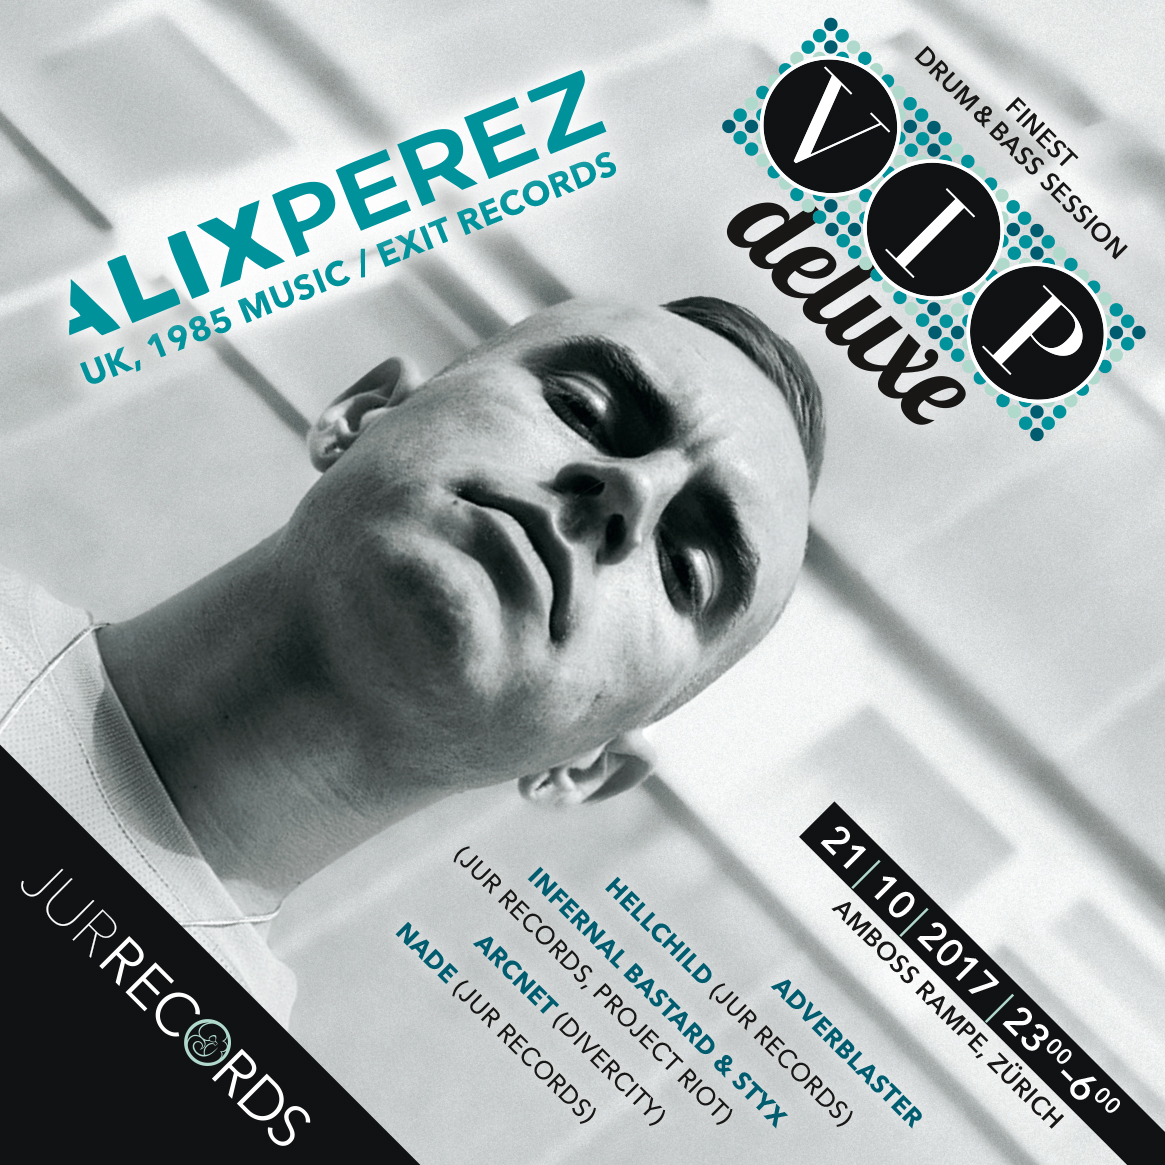 ALIXPEREZ
UK, 1985 MUSIC / EXIT RECORDS
FINEST
DRUM & BASS SESSION
VIP
deluxe
21|10|2017|23⁰⁰-6⁰⁰
AMBOSS RAMPE, ZÜRICH
ADVERBLASTER
HELLCHILD (JUR RECORDS)
INFERNAL BASTARD & STYX
(JUR RECORDS, PROJECT RIOT)
ARCNET (DIVERCITY)
NADE (JUR RECORDS)
JURRECORDS